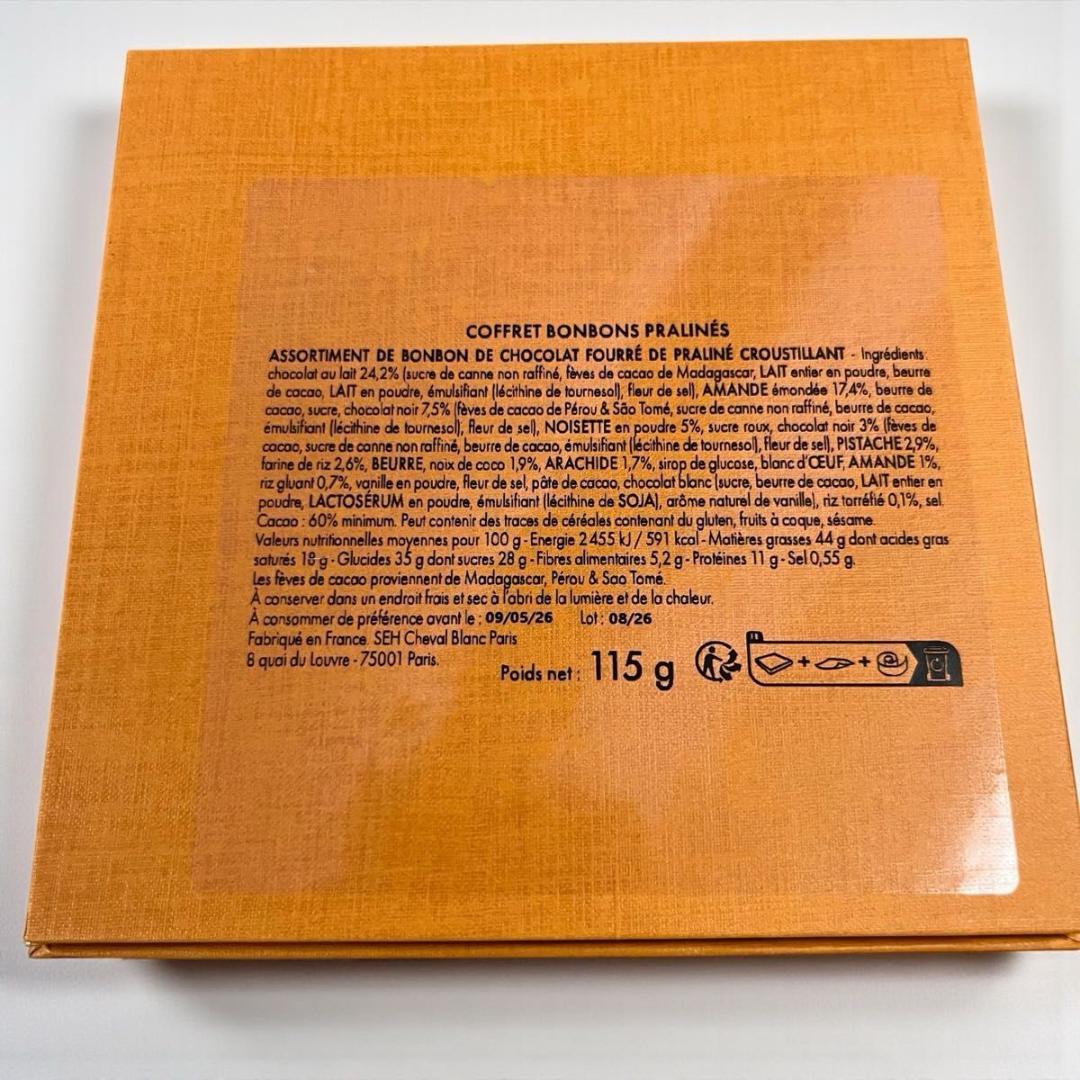 COFFRET BONBONS PRALINÉS
ASSORTIMENT DE BONBON DE CHOCOLAT FOURRÉ DE PRALINÉ CROUSTILLANT - Ingrédients:
chocolat au lait 24,2% (sucre de canne non raffiné, fèves de cacao de Madagascar, LAIT entier en poudre, beurre
de cacao, LAIT en poudre, émulsifiant (lécithine de tournesol), fleur de sel), AMANDE émondée 17,4%, beurre de
cacao, sucre, chocolat noir 7,5% (fèves de cacao de Pérou & São Tomé, sucre de canne non raffiné, beurre de cacao,
émulsifiant (lécithine de tournesol), fleur de sel), NOISETTE en poudre 5%, sucre roux, chocolat noir 3% (fèves de
cacao, sucre de canne non raffiné, beurre de cacao, émulsifiant (lécithine de tournesol), fleur de sel), PISTACHE 2,9%,
farine de riz 2,6%, BEURRE, noix de coco 1,9%, ARACHIDE 1,7%, sirop de glucose, blanc d'ŒUF, AMANDE 1%,
riz gluant 0,7%, vanille en poudre, fleur de sel, pâte de cacao, chocolat blanc (sucre, beurre de cacao, LAIT entier en
poudre, LACTOSÉRUM en poudre, émulsifiant (lécithine de SOJA), arôme naturel de vanille), riz torréfié 0,1%, sel.
Cacao : 60% minimum. Peut contenir des traces de céréales contenant du gluten, fruits à coque, sésame.
Valeurs nutritionnelles moyennes pour 100 g - Energie 2 455 kJ / 591 kcal - Matières grasses 44 g dont acides gras
saturés 18 g - Glucides 35 g dont sucres 28 g - Fibres alimentaires 5,2 g - Protéines 11 g - Sel 0,55 g.
Les fèves de cacao proviennent de Madagascar, Pérou & Sao Tomé.
À conserver dans un endroit frais et sec à l'abri de la lumière et de la chaleur.
À consommer de préférence avant le : 09/05/26 Lot : 08/26
Fabriqué en France. SEH Cheval Blanc Paris
8 quai du Louvre - 75001 Paris.
Poids net : 115 g